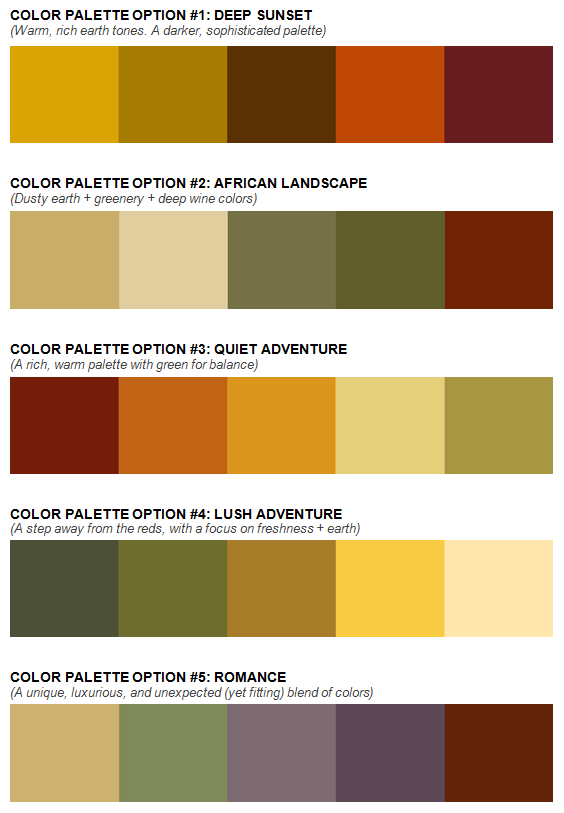 COLOR PALETTE OPTION #1: DEEP SUNSET
(Warm, rich earth tones. A darker, sophisticated palette)
COLOR PALETTE OPTION #2: AFRICAN LANDSCAPE
(Dusty earth + greenery + deep wine colors)
COLOR PALETTE OPTION #3: QUIET ADVENTURE
(A rich, warm palette with green for balance)
COLOR PALETTE OPTION #4: LUSH ADVENTURE
(A step away from the reds, with a focus on freshness + earth)
COLOR PALETTE OPTION #5: ROMANCE
(A unique, luxurious, and unexpected (yet fitting) blend of colors)